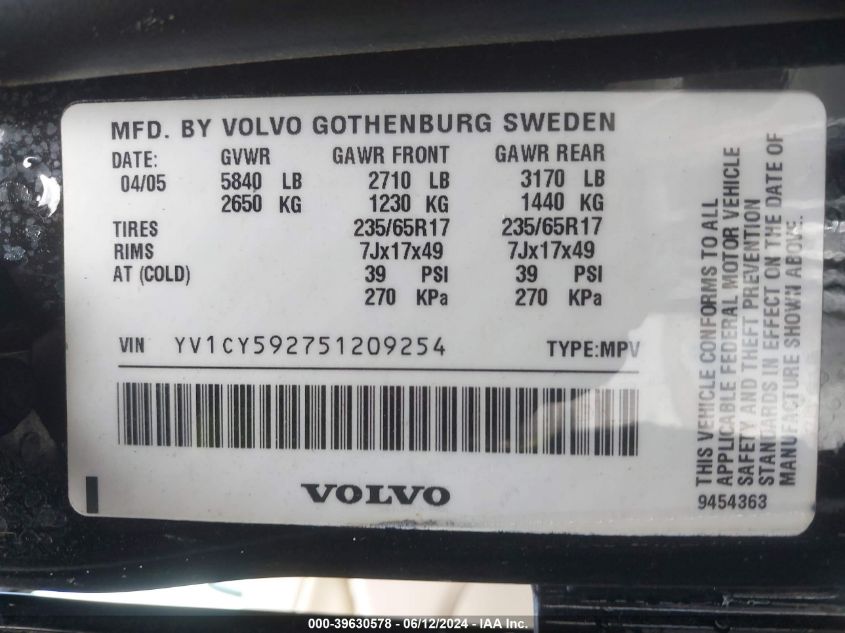 MFD. BY VOLVO GOTHENBURG SWEDEN
DATE: GVWR GAWR FRONT GAWR REAR
04/05 5840 LB 2710 LB 3170 LB
2650 KG 1230 KG 1440 KG
TIRES 235/65R17 235/65R17
RIMS 7Jx17x49 7Jx17x49
AT (COLD) 39 PSI 39 PSI
270 KPa 270 KPa
VIN YV1CY592751209254 TYPE:MPV
VOLVO
THIS VEHICLE CONFORMS TO ALL
APPLICABLE FEDERAL MOTOR VEHICLE
SAFETY AND THEFT PREVENTION
STANDARDS IN EFFECT ON THE DATE OF
MANUFACTURE SHOWN ABOVE.
9454363
000-39630578 - 06/12/2024 - IAA Inc.